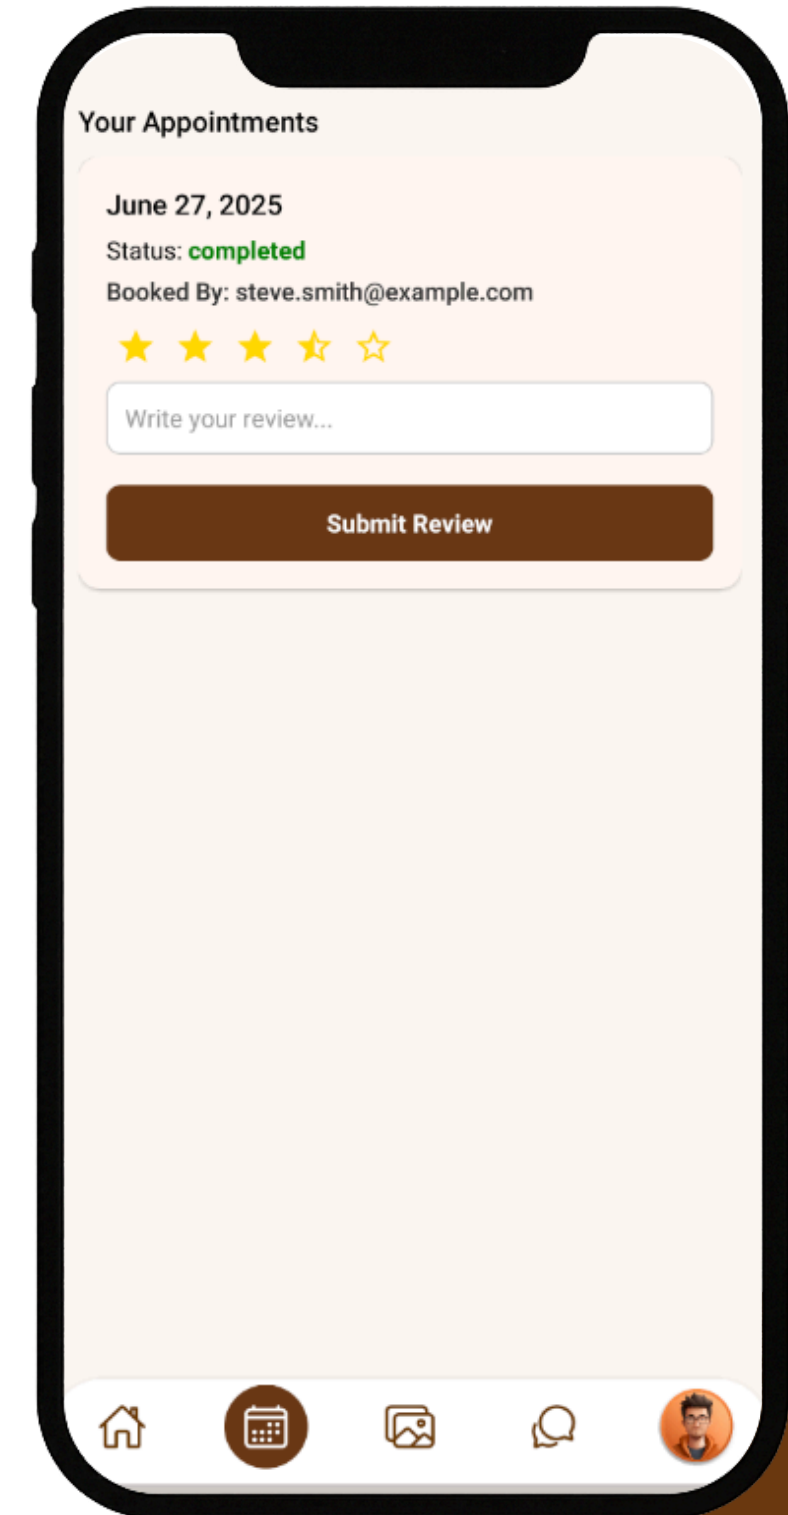 Your Appointments
June 27, 2025
Status: completed
Booked By: steve.smith@example.com
Write your review...
Submit Review